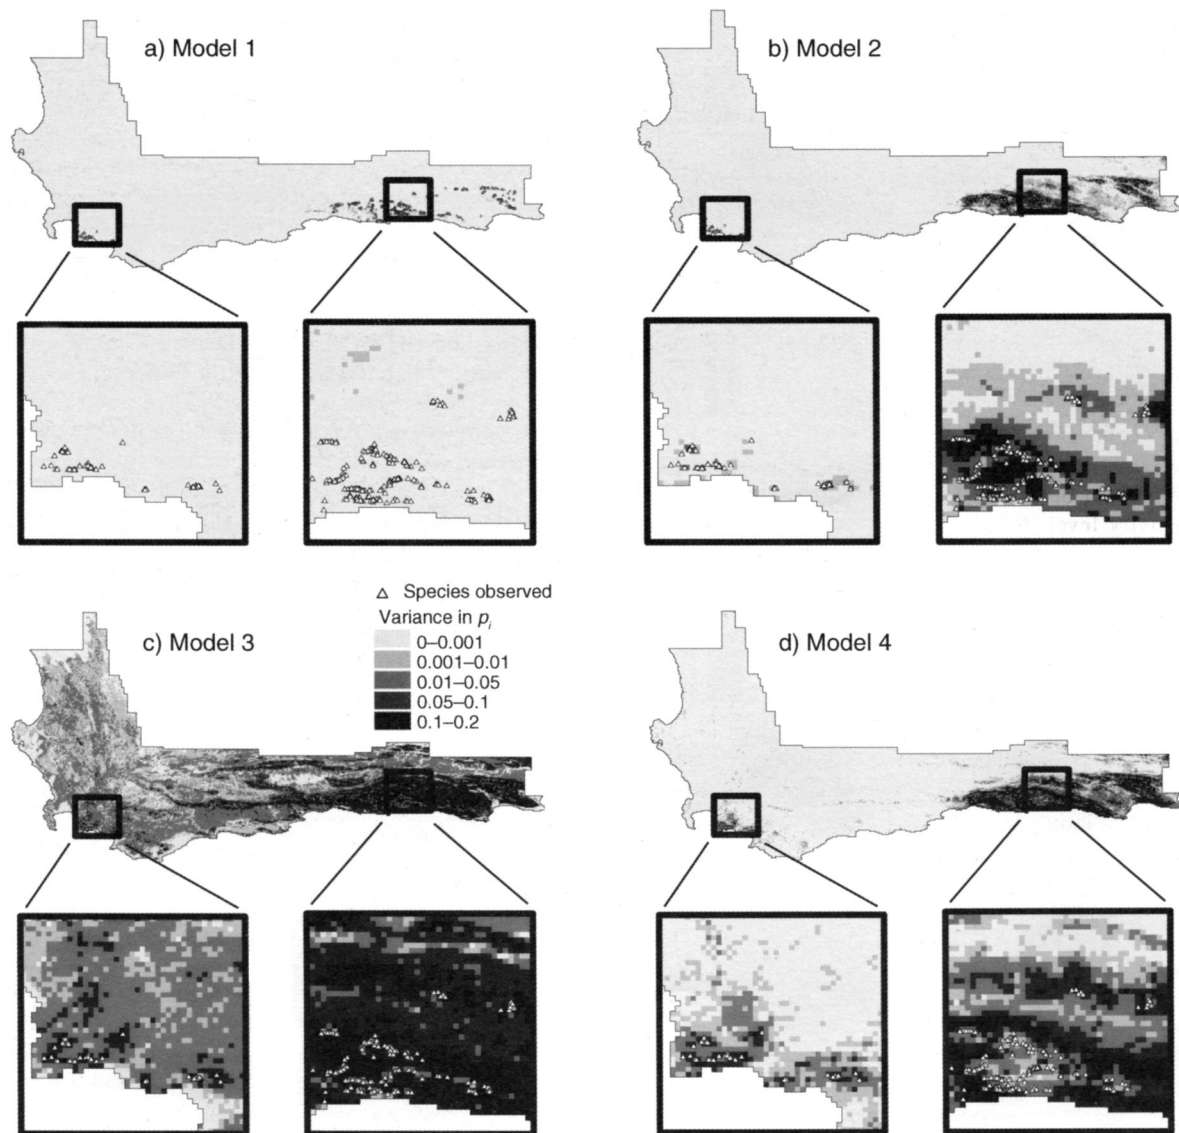 a) Model 1
b) Model 2
△ Species observed
Variance in pᵢ
0–0.001
0.001–0.01
0.01–0.05
0.05–0.1
0.1–0.2
c) Model 3
d) Model 4